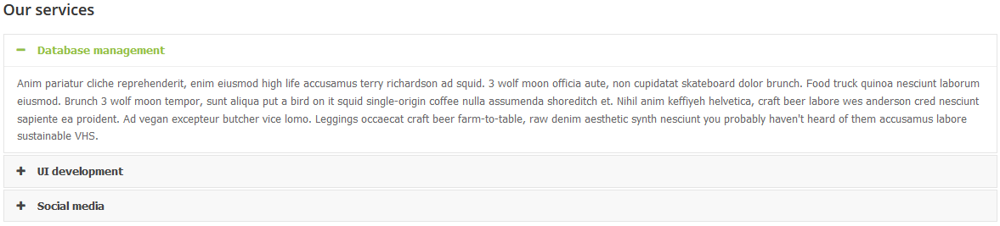 Our services
Database management
Anim pariatur cliche reprehenderit, enim eiusmod high life accusamus terry richardson ad squid. 3 wolf moon officia aute, non cupidatat skateboard dolor brunch. Food truck quinoa nesciunt laborum
eiusmod. Brunch 3 wolf moon tempor, sunt aliqua put a bird on it squid single-origin coffee nulla assumenda shoreditch et. Nihil anim keffiyeh helvetica, craft beer labore wes anderson cred nesciunt
sapiente ea proident. Ad vegan excepteur butcher vice lomo. Leggings occaecat craft beer farm-to-table, raw denim aesthetic synth nesciunt you probably haven't heard of them accusamus labore
sustainable VHS.
UI development
Social media